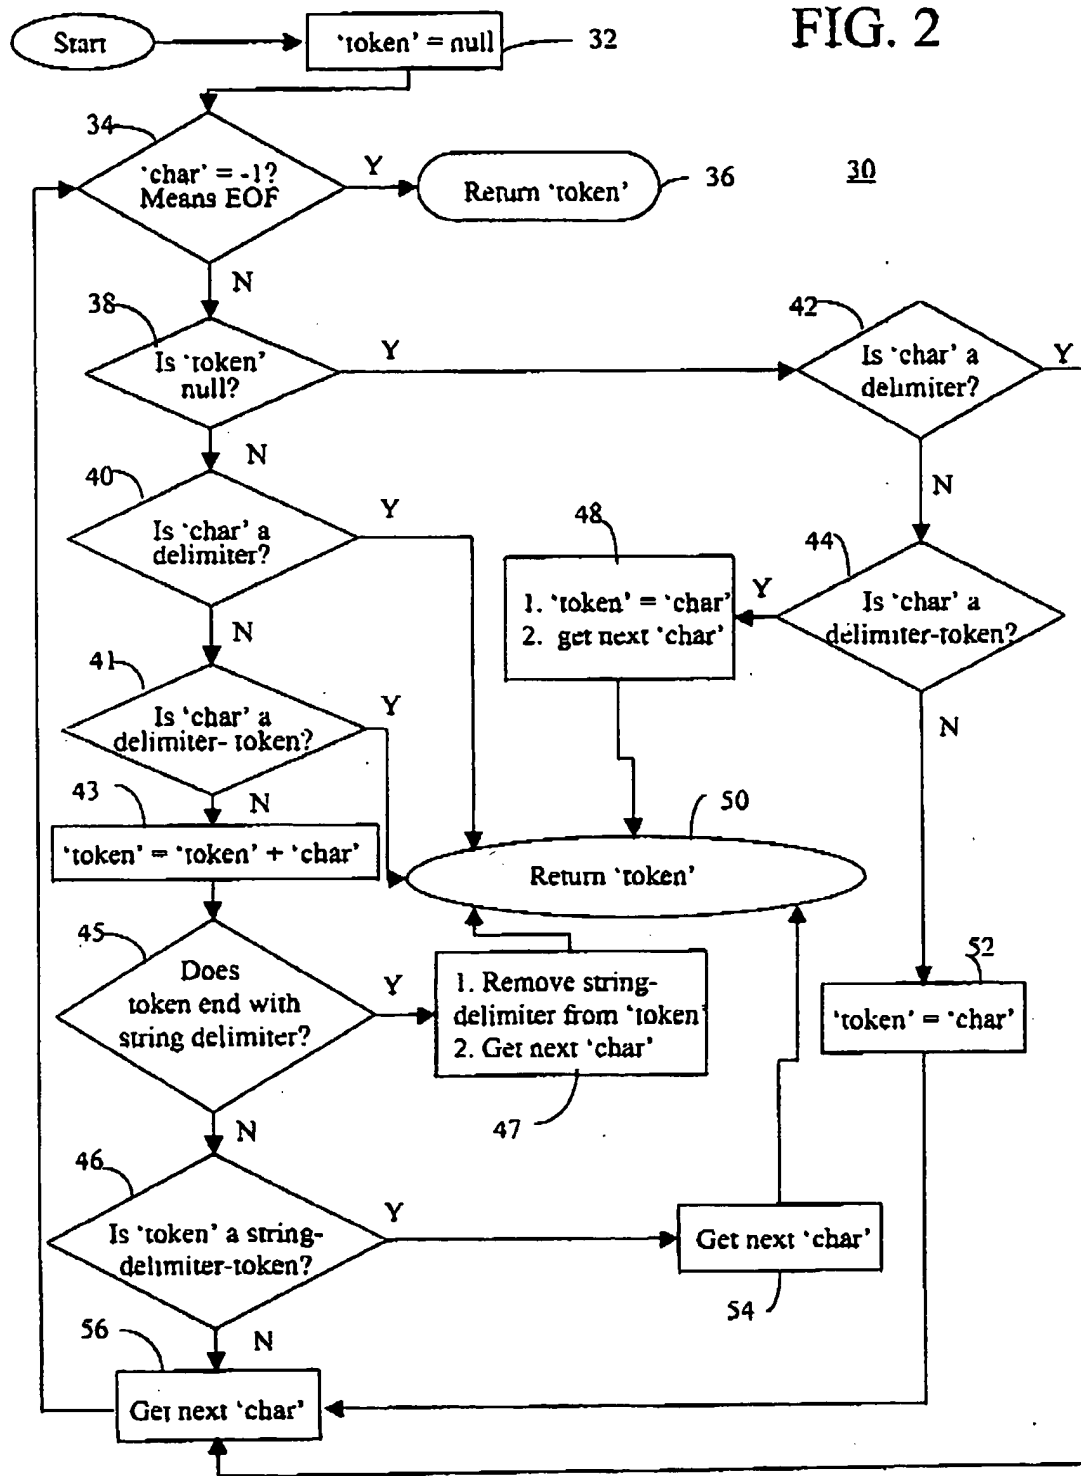 FIG. 2
Start
'token' = null
32
34
'char' = -1?
Means EOF
Y
Return 'token'
36
30
N
38
Is 'token'
null?
Y
42
Is 'char' a
delimiter?
Y
N
N
40
Is 'char' a
delimiter?
Y
48
1. 'token' = 'char'
2. get next 'char'
Y
44
Is 'char' a
delimiter-token?
N
N
41
Is 'char' a
delimiter- token?
Y
N
43
'token' = 'token' + 'char'
50
Return 'token'
45
Does
token end with
string delimiter?
Y
1. Remove string-
delimiter from 'token'
2. Get next 'char'
47
52
'token' = 'char'
N
46
Is 'token' a string-
delimiter-token?
Y
Get next 'char'
54
N
56
Get next 'char'